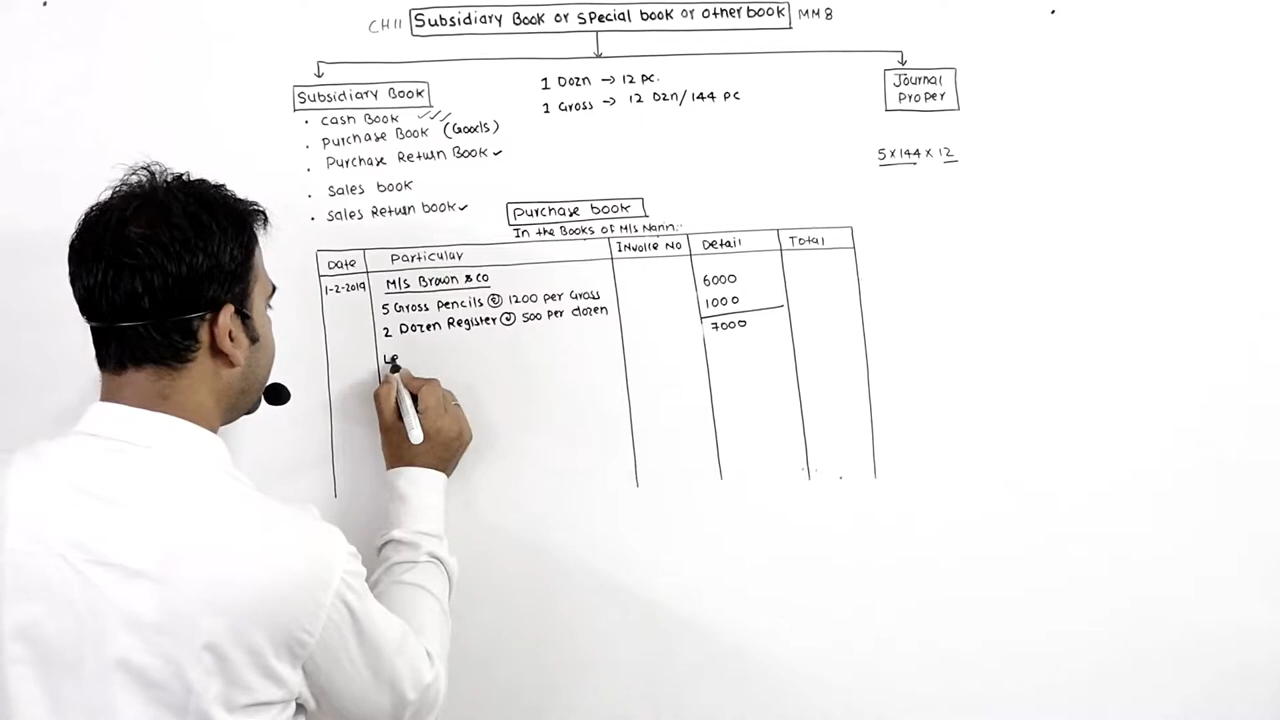 CH11 Subsidiary Book or Special book or other book MM8
Subsidiary Book
• Cash Book
• Purchase Book (Goods)
• Purchase Return Book ✓
• Sales book
• Sales Return book ✓
1 Dozn → 12 pc.
1 Gross → 12 Dzn/144 pc
Journal
Proper
5 x 144 x 12
Purchase book
In the Books of M/s
Date Particular Invoice No Detail Total
1-2-2019 M/s Brown & Co
5 Gross Pencils @ 1200 per Gross 6000
2 Dozen Register @ 500 per dozen 1000
7000
Le